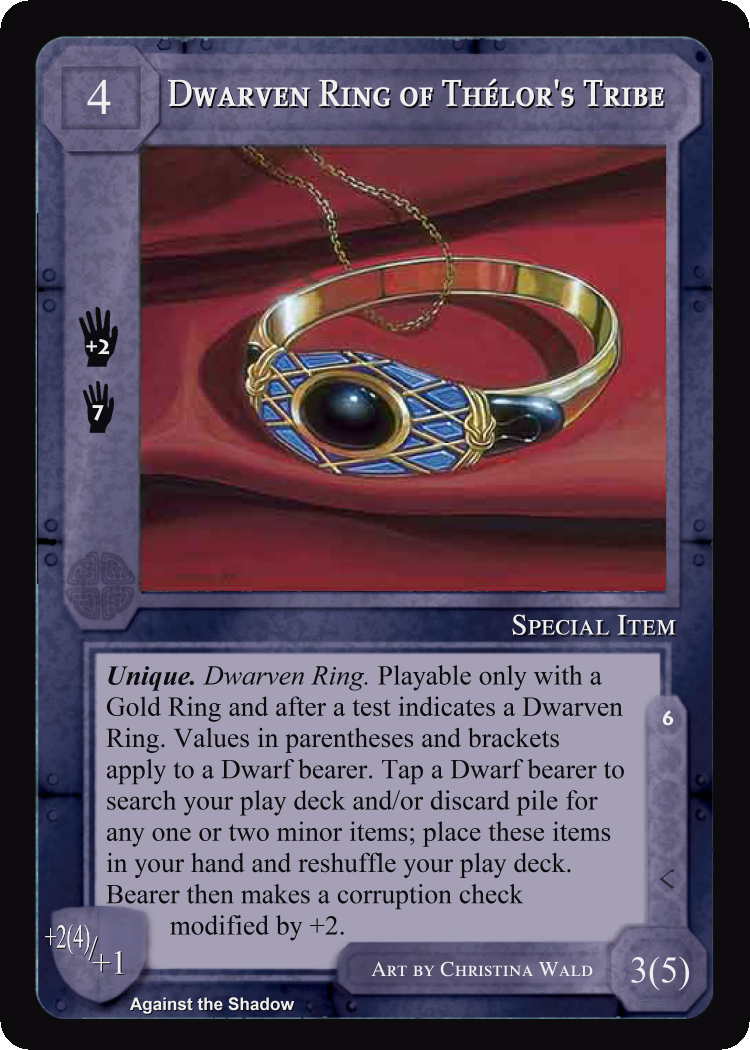 4
Dwarven Ring of Thélor's Tribe
+2
7
Special Item
Unique. Dwarven Ring. Playable only with a
Gold Ring and after a test indicates a Dwarven
Ring. Values in parentheses and brackets
apply to a Dwarf bearer. Tap a Dwarf bearer to
search your play deck and/or discard pile for
any one or two minor items; place these items
in your hand and reshuffle your play deck.
Bearer then makes a corruption check
modified by +2.
6
<
+2(4)/+1
Art by Christina Wald
3(5)
Against the Shadow